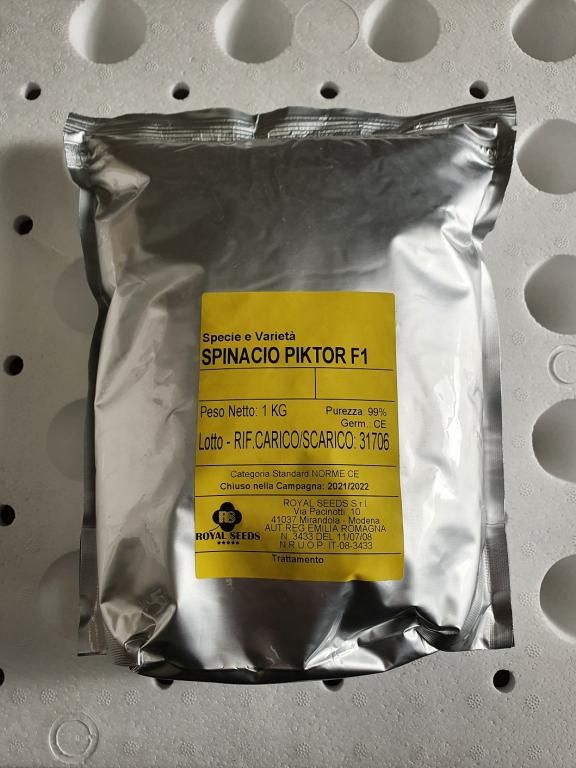 Specie e Varietà
SPINACIO PIKTOR F1
Peso Netto: 1 KG
Purezza: 99%
Germ.: CE
Lotto - RIF.CARICO/SCARICO: 31706
Categoria Standard NORME CE
Chiuso nella Campagna: 2021/2022
RS
ROYAL SEEDS
★★★★★
ROYAL SEEDS S.r.l.
Via Pacinotti 10
41037 Mirandola - Modena
AUT REG EMILIA ROMAGNA
N. 3433 DEL 11/07/08
N.R.U.O.P. IT-08-3433
Trattamento